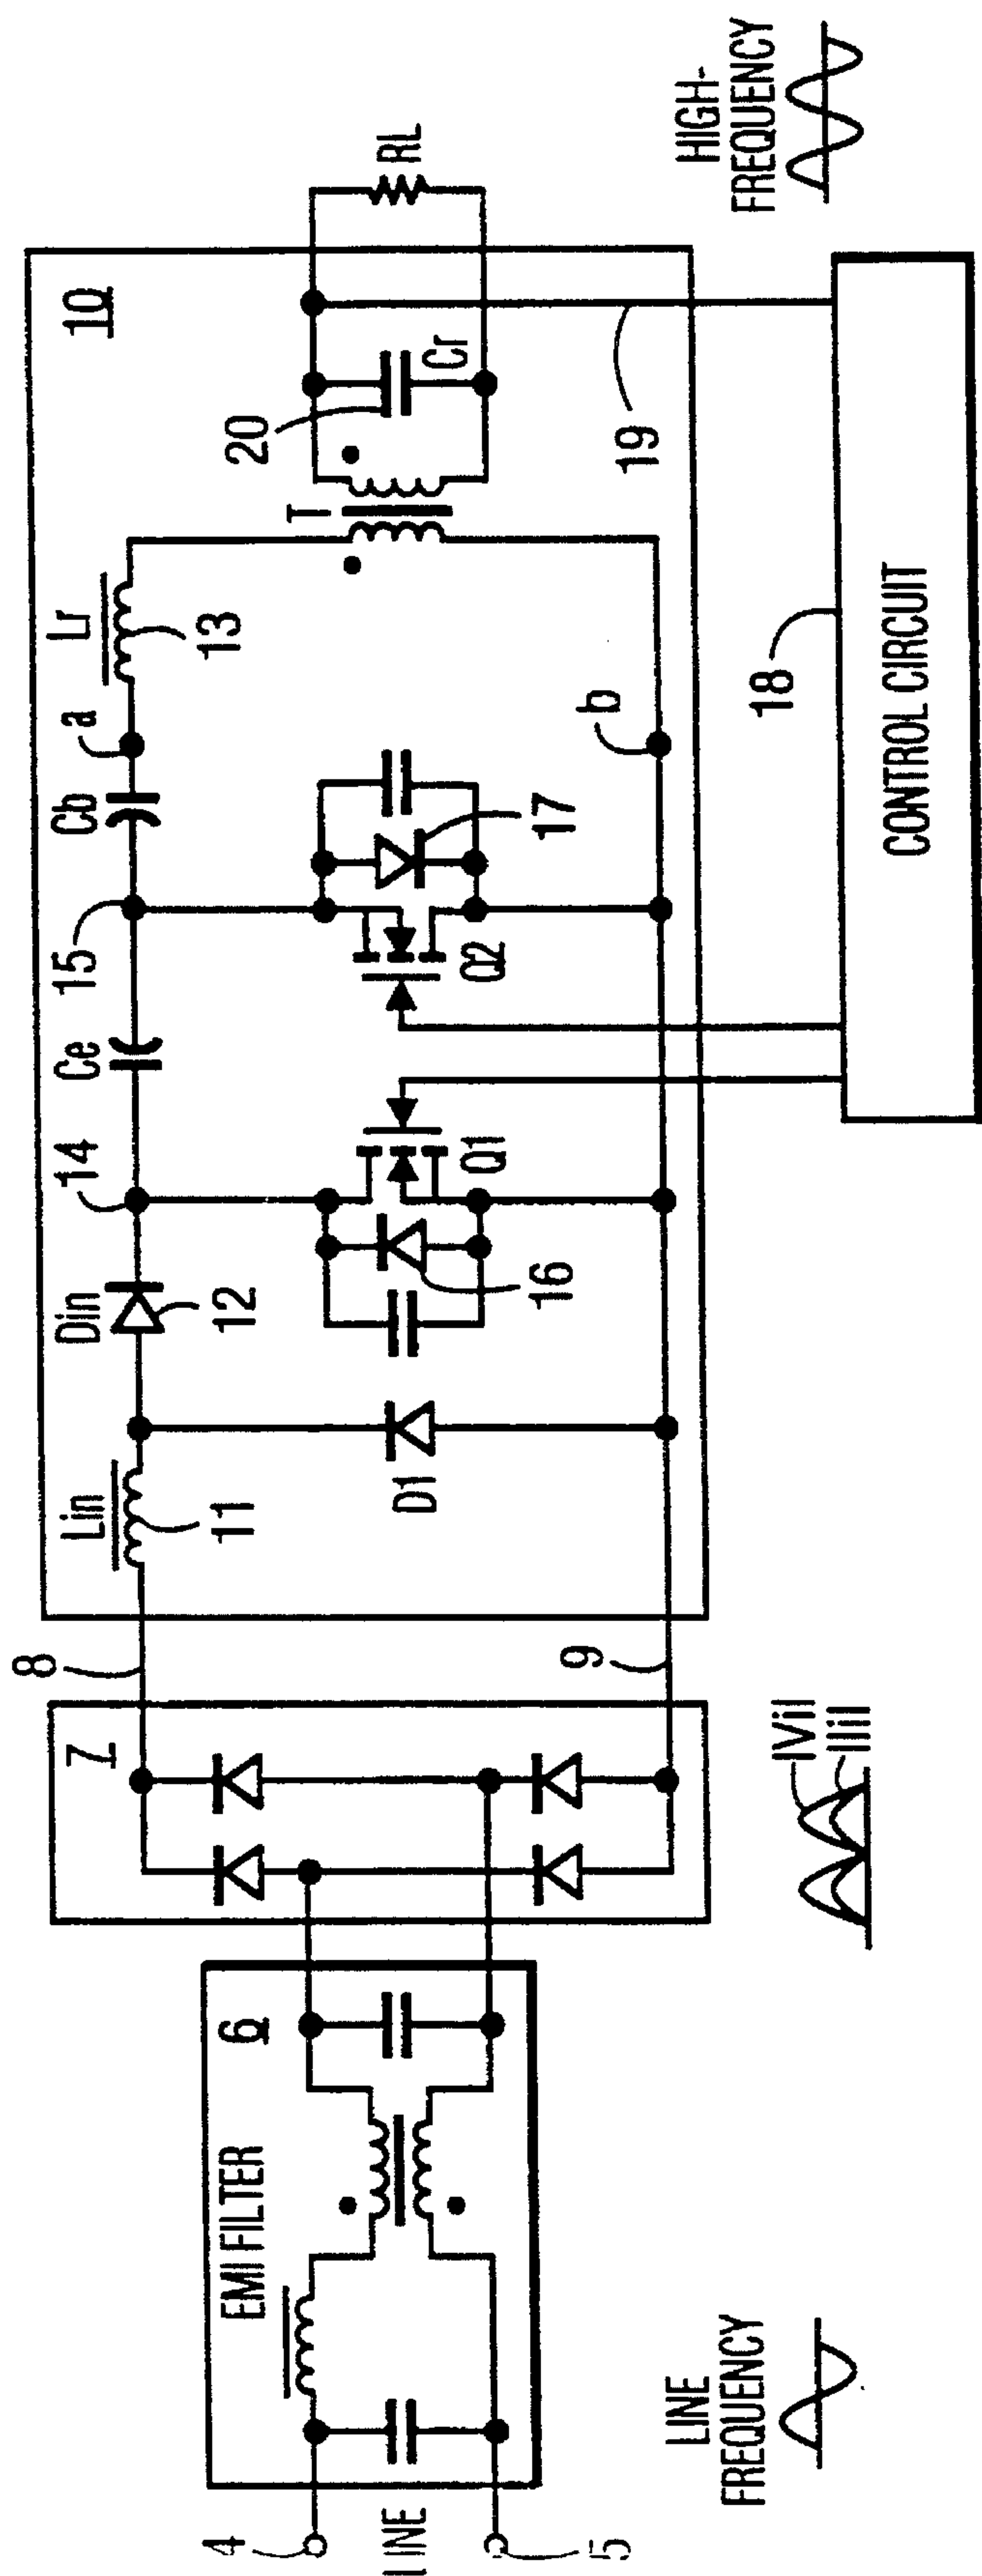 4
LINE
5
EMI FILTER
6
LINE
FREQUENCY
7
8
9
|Vi|
|Ii|
10
Lin
11
D1
Din
12
14
16
Q1
Ce
15
Q2
17
Cb
a
b
Lr
13
T
20
Cr
19
RL
18
CONTROL CIRCUIT
HIGH-
FREQUENCY